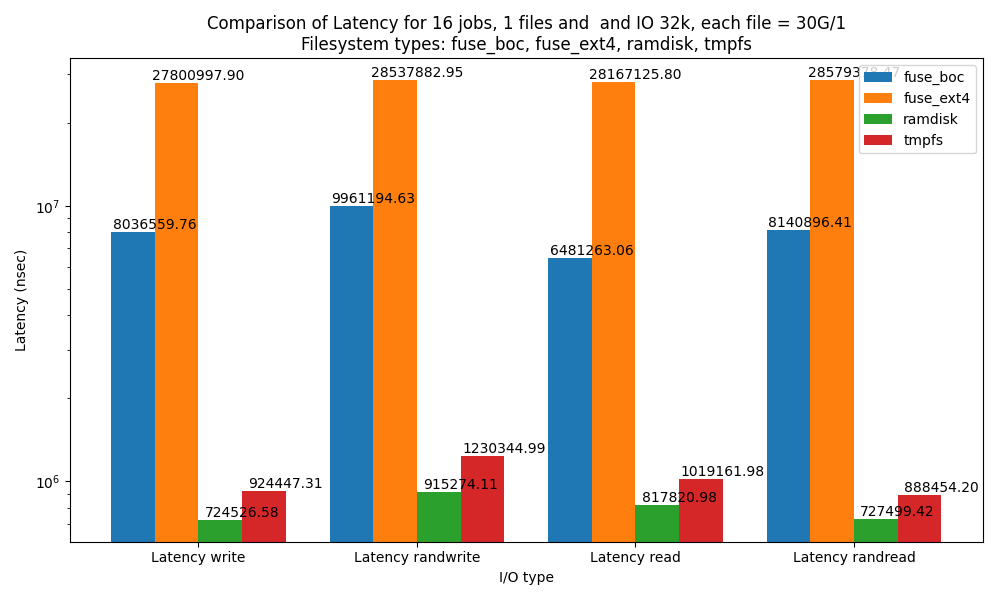 Comparison of Latency for 16 jobs, 1 files and  and IO 32k, each file = 30G/1
Filesystem types: fuse_boc, fuse_ext4, ramdisk, tmpfs
27800997.90
28537882.95
28167125.80
fuse_boc
fuse_ext4
ramdisk
tmpfs
10^7
8036559.76
9961194.63
6481263.06
8140896.41
Latency (nsec)
10^6
724526.58
924447.31
915274.11
1230344.99
817820.98
1019161.98
727499.42
888454.20
Latency write
Latency randwrite
Latency read
Latency randread
I/O type